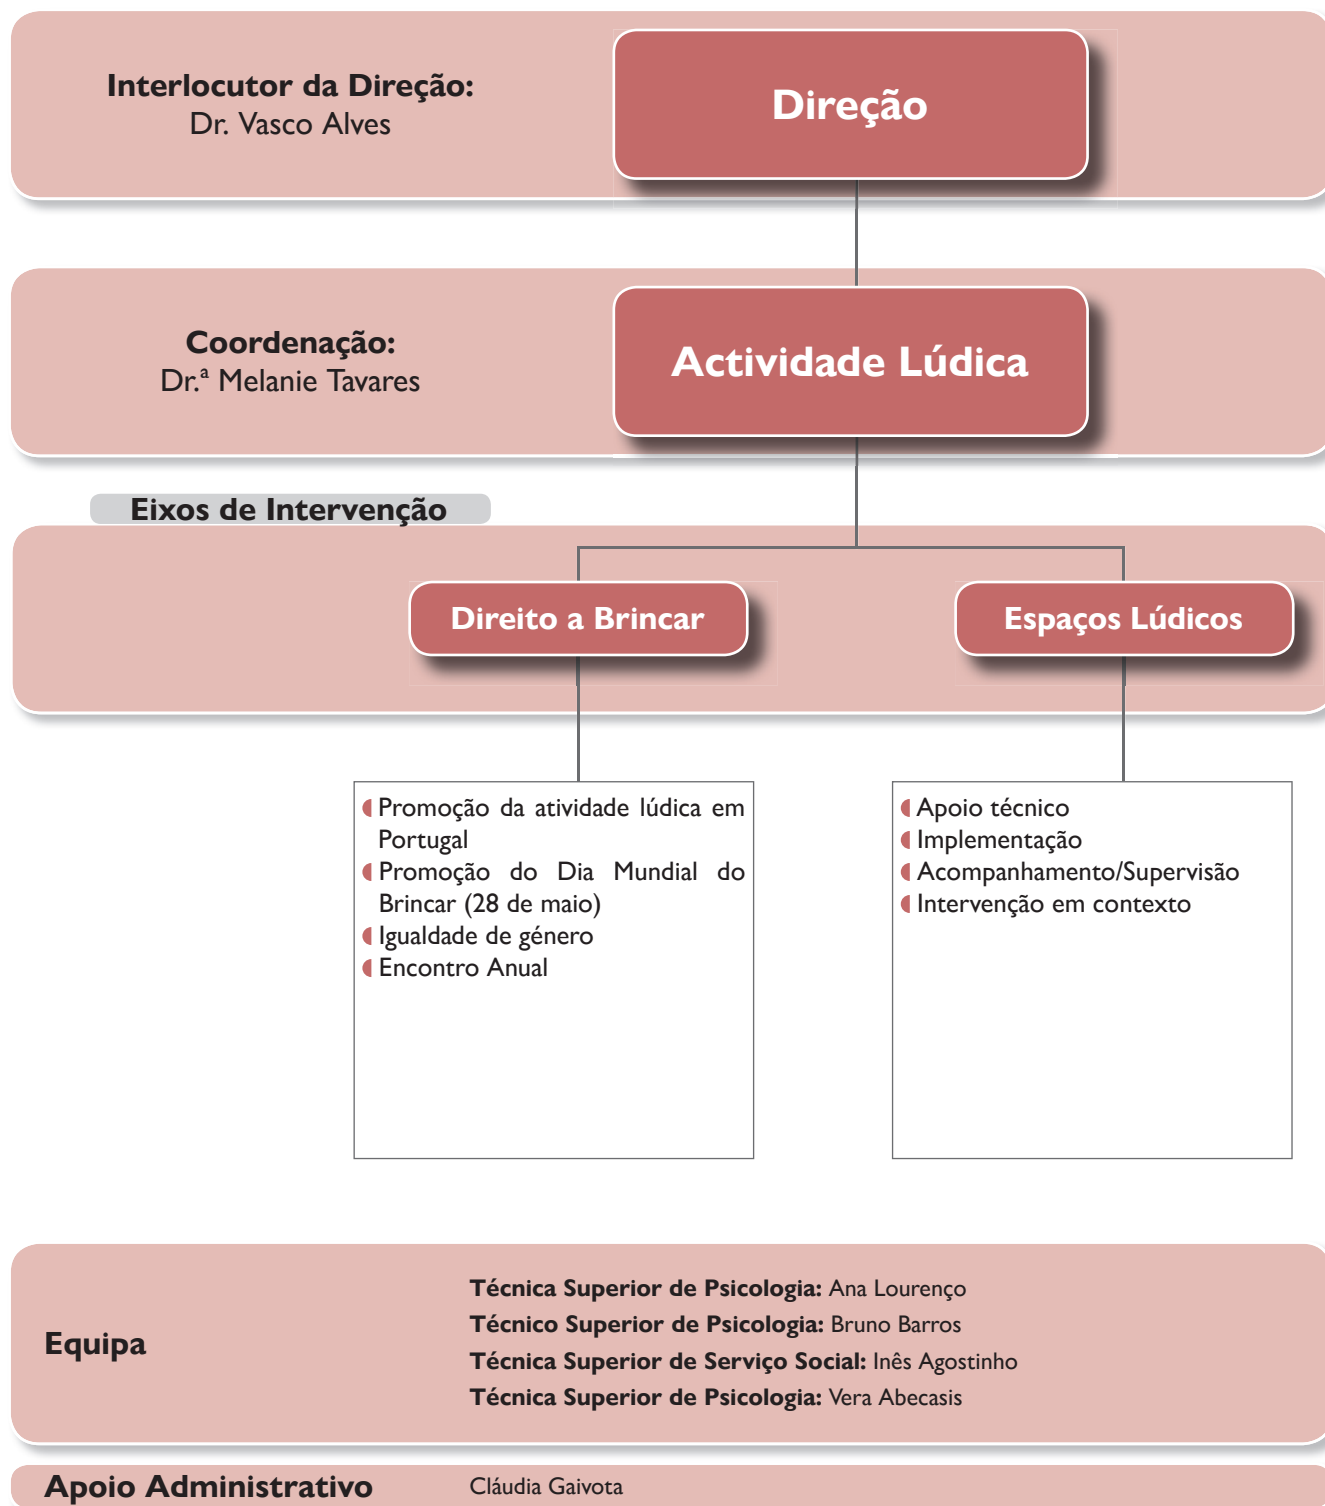 Interlocutor da Direção:
Dr. Vasco Alves
Direção
Coordenação:
Dr.ª Melanie Tavares
Actividade Lúdica
Eixos de Intervenção
Direito a Brincar
Espaços Lúdicos
Promoção da atividade lúdica em
Portugal
Promoção do Dia Mundial do
Brincar (28 de maio)
Igualdade de género
Encontro Anual
Apoio técnico
Implementação
Acompanhamento/Supervisão
Intervenção em contexto
Equipa
Técnica Superior de Psicologia: Ana Lourenço
Técnico Superior de Psicologia: Bruno Barros
Técnica Superior de Serviço Social: Inês Agostinho
Técnica Superior de Psicologia: Vera Abecasis
Apoio Administrativo
Cláudia Gaivota